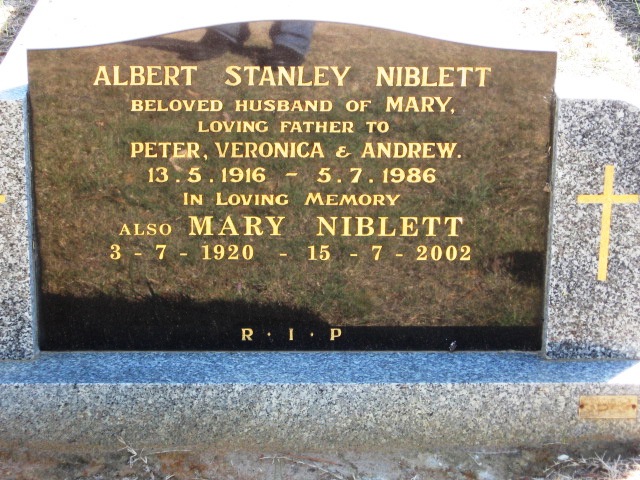 ALBERT STANLEY NIBLETT
BELOVED HUSBAND OF MARY,
LOVING FATHER TO
PETER, VERONICA & ANDREW.
13.5.1916 - 5.7.1986
IN LOVING MEMORY
ALSO MARY NIBLETT
3 - 7 - 1920 - 15 - 7 - 2002
R · I · P